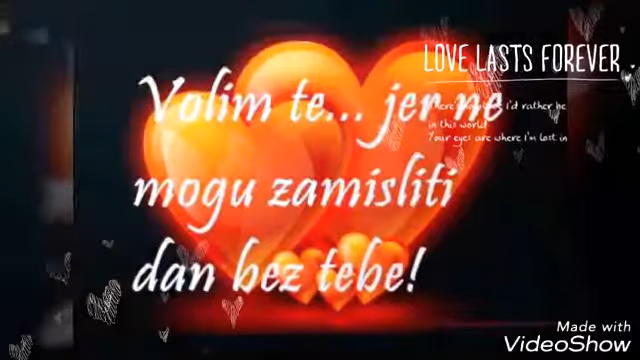 LOVE LASTS FOREVER
Volim te... jer ne
I'd rather be
in this world
Your eyes are where I'm lost in
mogu zamisliti
dan bez tebe!
Made with
VideoShow